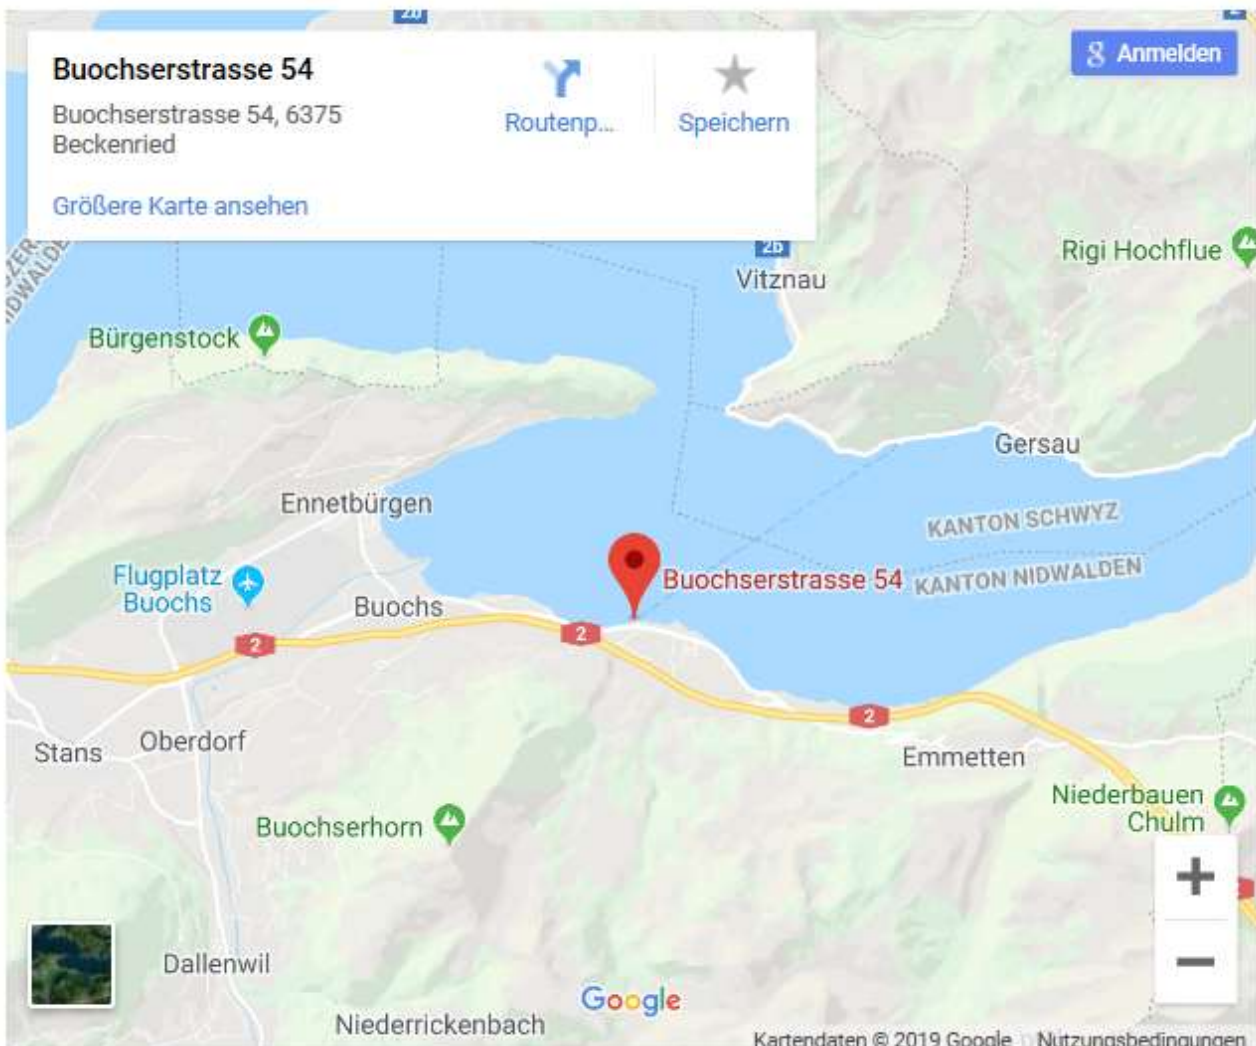 2b
2
Buochserstrasse 54
Buochserstrasse 54, 6375
Beckenried
Routenp...
Speichern
Größere Karte ansehen
Anmelden
NIDWALDE
2b
Vitznau
Rigi Hochflue
Bürgenstock
Gersau
Ennetbürgen
KANTON SCHWYZ
KANTON NIDWALDEN
Flugplatz
Buochs
Buochserstrasse 54
Buochs
2
2
2
Stans
Oberdorf
Emmetten
Niederbauen
Chulm
Buochserhorn
+
−
Dallenwil
Google
Niederrickenbach
Kartendaten © 2019 Google
Nutzungsbedingungen